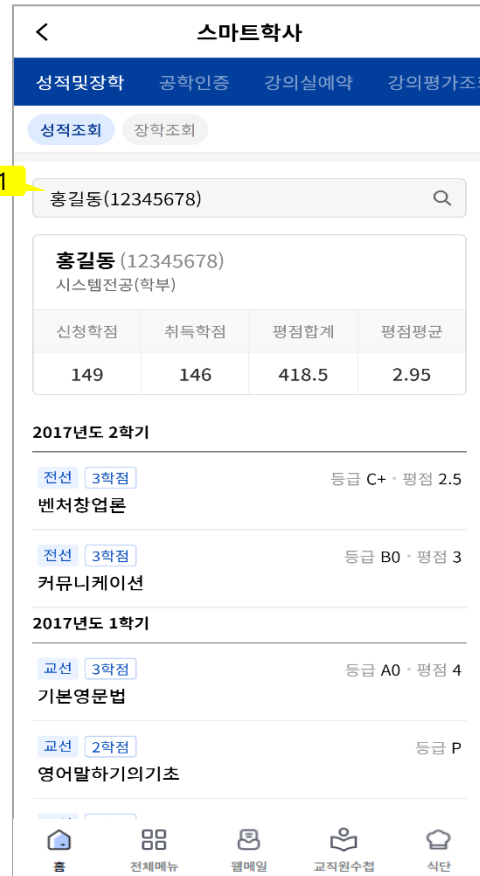 스마트학사
성적및장학 공학인증 강의실예약 강의평가조
성적조회 장학조회
1
홍길동(12345678)
홍길동 (12345678)
시스템전공(학부)
신청학점 취득학점 평점합계 평점평균
149 146 418.5 2.95
2017년도 2학기
전선 3학점 등급 C+ • 평점 2.5
벤처창업론
전선 3학점 등급 B0 • 평점 3
커뮤니케이션
2017년도 1학기
교선 3학점 등급 A0 • 평점 4
기본영문법
교선 2학점 등급 P
영어말하기의기초
홈 전체메뉴 웹메일 교직원수첩 식단